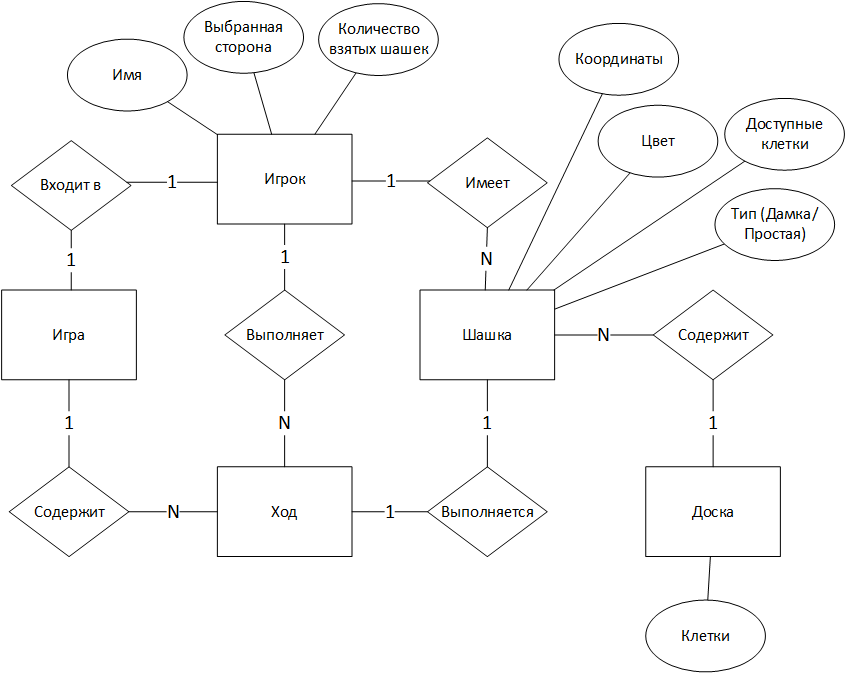 Выбранная
сторона
Количество
взятых шашек
Имя
Координаты
Цвет
Доступные
клетки
Входит в
1
Игрок
1
Имеет
Тип (Дамка/
Простая)
1
1
N
Игра
Выполняет
Шашка
N
Содержит
1
N
1
1
Содержит
N
Ход
1
Выполняется
Доска
Клетки